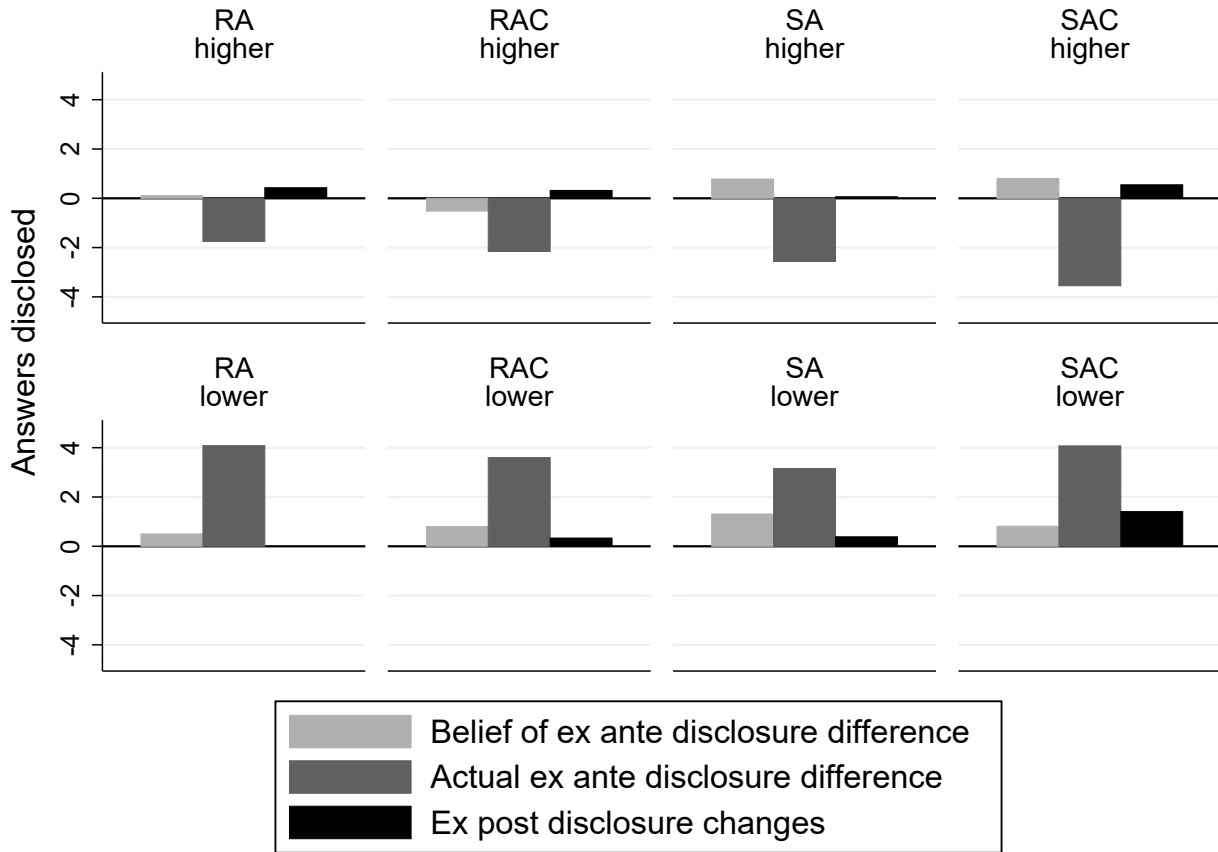 RA
higher
RAC
higher
SA
higher
SAC
higher
4
2
0
-2
-4
Answers disclosed
RA
lower
RAC
lower
SA
lower
SAC
lower
4
2
0
-2
-4
Belief of ex ante disclosure difference
Actual ex ante disclosure difference
Ex post disclosure changes